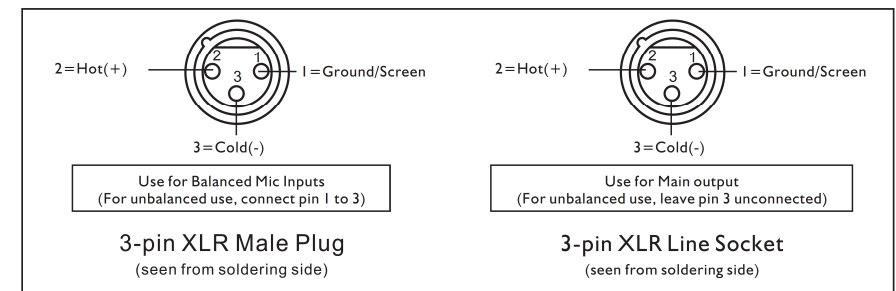 2=Hot(+)
2
1
3
1=Ground/Screen
3=Cold(-)
Use for Balanced Mic Inputs
(For unbalanced use, connect pin 1 to 3)
3-pin XLR Male Plug
(seen from soldering side)
2=Hot(+)
2
1
3
1=Ground/Screen
3=Cold(-)
Use for Main output
(For unbalanced use, leave pin 3 unconnected)
3-pin XLR Line Socket
(seen from soldering side)